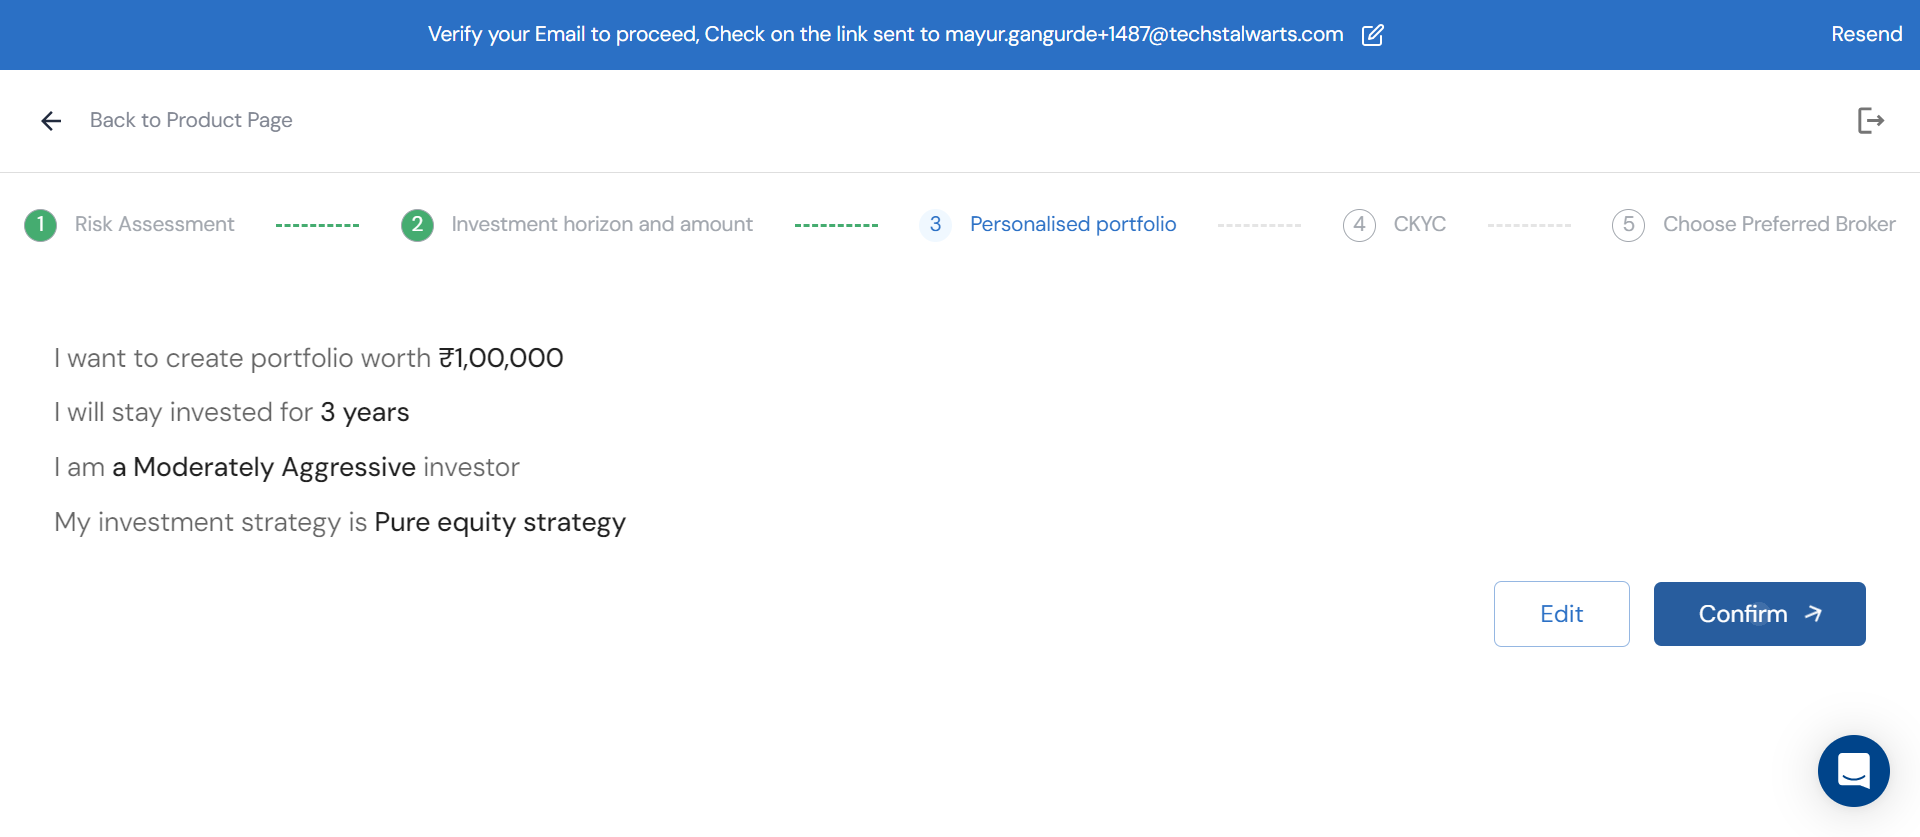 Verify your Email to proceed, Check on the link sent to mayur.gangurde+1487@techstalwarts.com
Resend
Back to Product Page
1 Risk Assessment
2 Investment horizon and amount
3 Personalised portfolio
4 CKYC
5 Choose Preferred Broker
I want to create portfolio worth ₹1,00,000
I will stay invested for 3 years
I am a Moderately Aggressive investor
My investment strategy is Pure equity strategy
Edit
Confirm